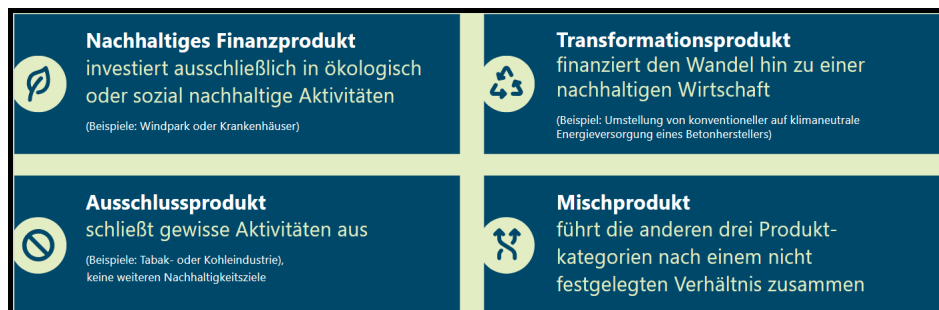 Nachhaltiges Finanzprodukt
investiert ausschließlich in ökologisch
oder sozial nachhaltige Aktivitäten
(Beispiele: Windpark oder Krankenhäuser)
Transformationsprodukt
finanziert den Wandel hin zu einer
nachhaltigen Wirtschaft
(Beispiel: Umstellung von konventioneller auf klimaneutrale
Energieversorgung eines Betonherstellers)
Ausschlussprodukt
schließt gewisse Aktivitäten aus
(Beispiele: Tabak- oder Kohleindustrie),
keine weiteren Nachhaltigkeitsziele
Mischprodukt
führt die anderen drei Produkt-
kategorien nach einem nicht
festgelegten Verhältnis zusammen